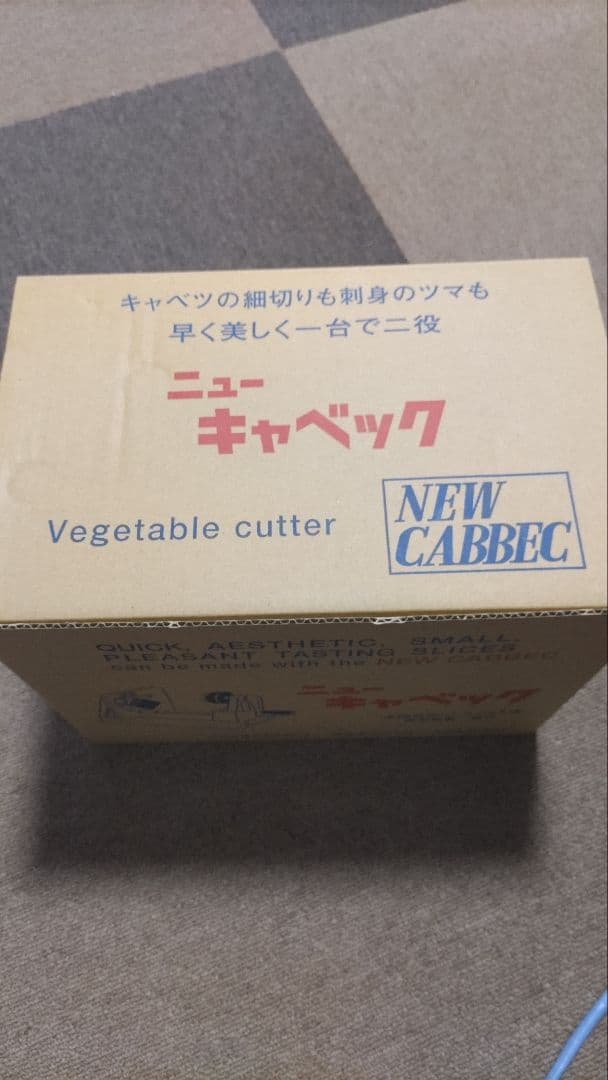 キャベツの細切りも刺身のツマも
早く美しく一台で二役
ニュー
キャベック
Vegetable cutter
NEW
CABBEC
QUICK, AESTHETIC, SMALL,
PLEASANT TASTING SLICES
can be made with the NEW CABBEC
ニュー
キャベック